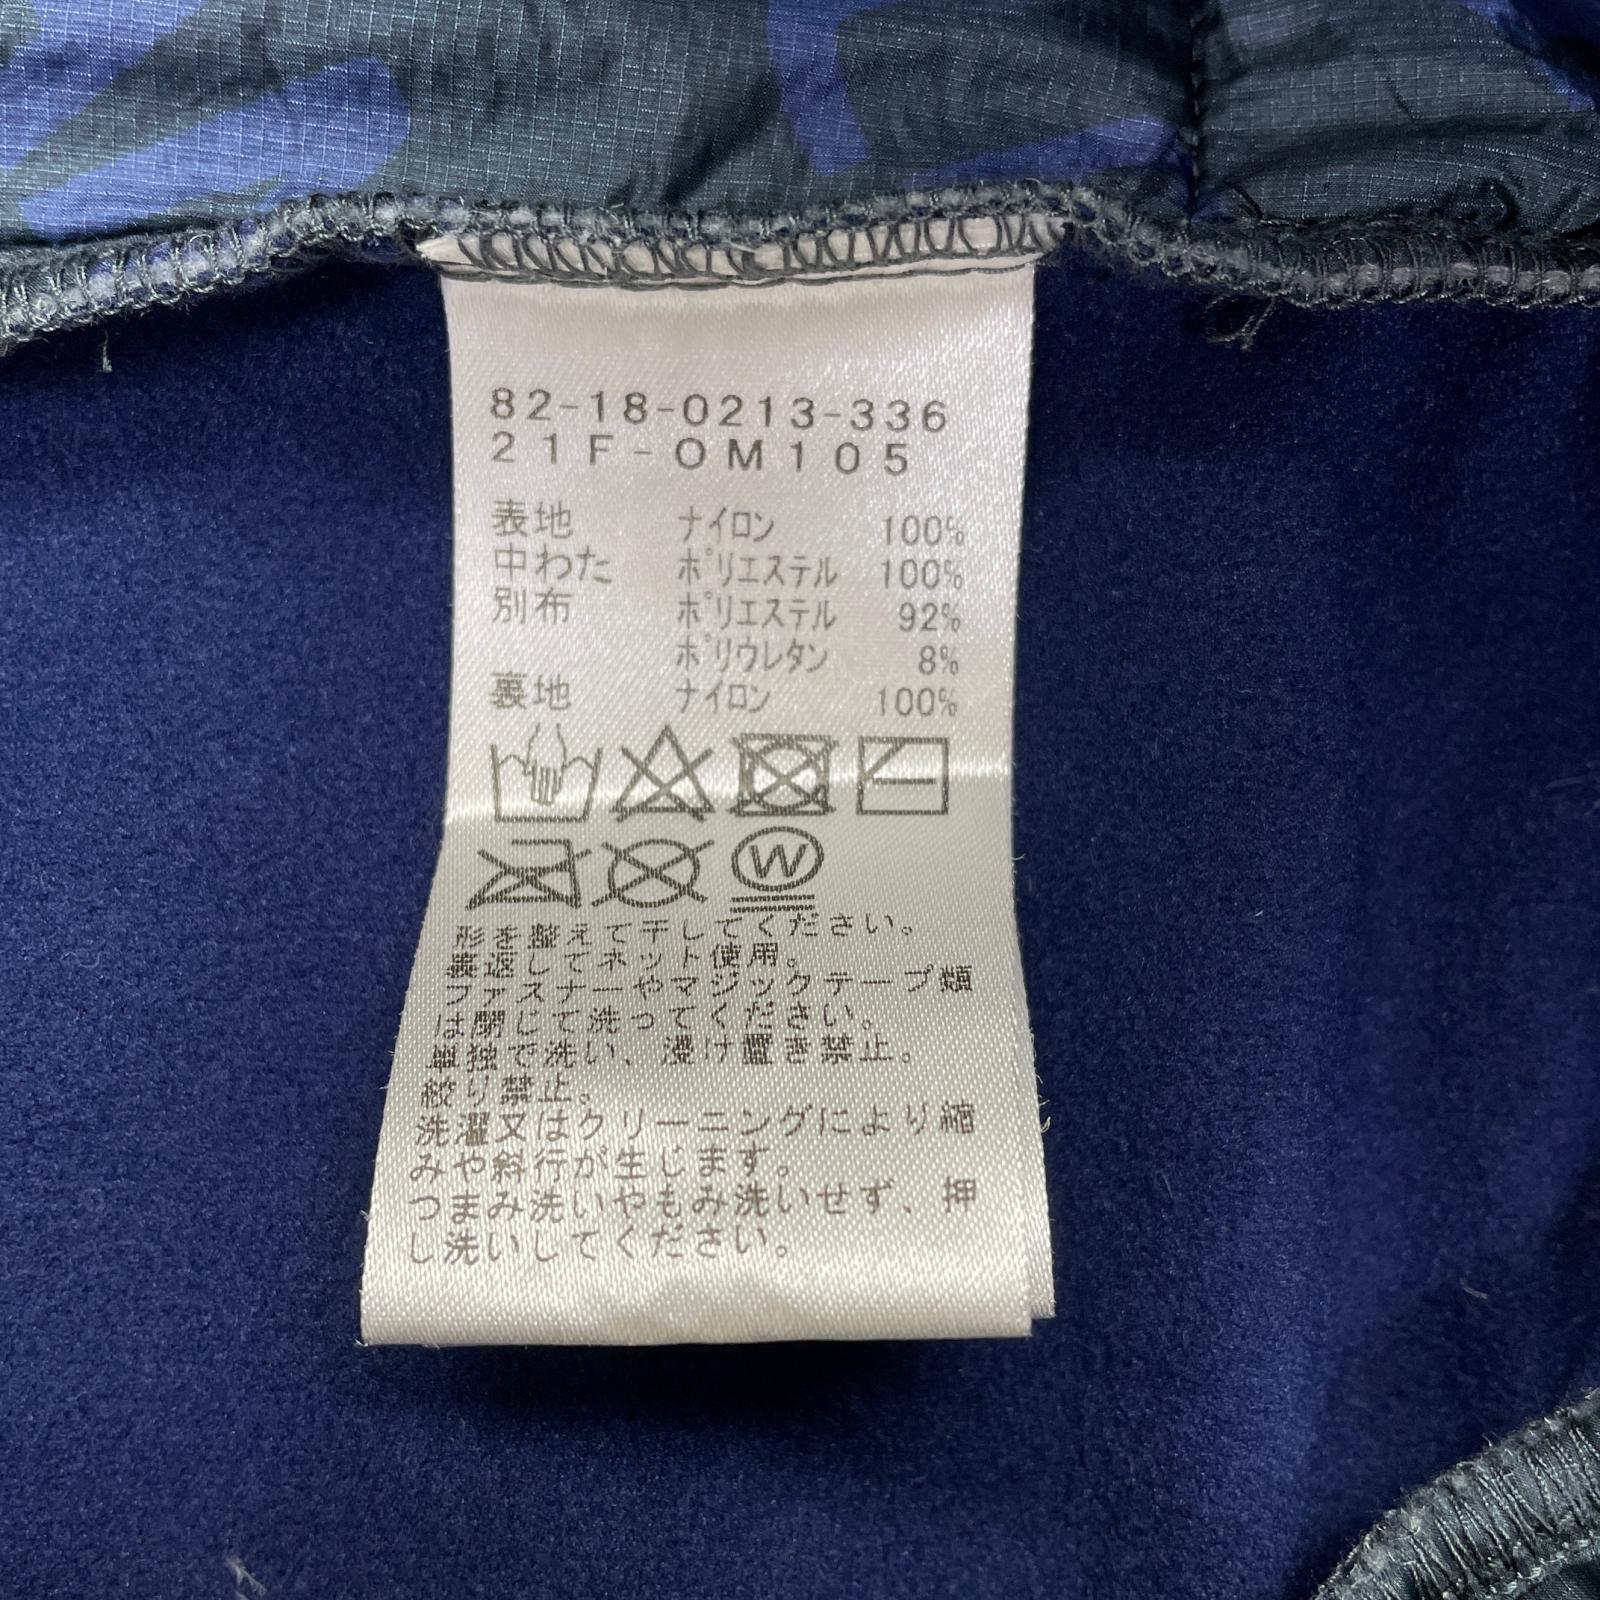 82-18-0213-336
21F-OM105
表地 ナイロン 100%
中わた ポリエステル 100%
別布 ポリエステル 92%
ポリウレタン 8%
裏地 ナイロン 100%
W
形を整えて干してください。
裏返してネット使用。
ファスナーやマジックテープ類
は閉じて洗ってください。
単独で洗い、浸け置き禁止。
絞り禁止。
洗濯又はクリーニングにより縮
みや斜行が生じます。
つまみ洗いやもみ洗いせず、押
し洗いしてください。